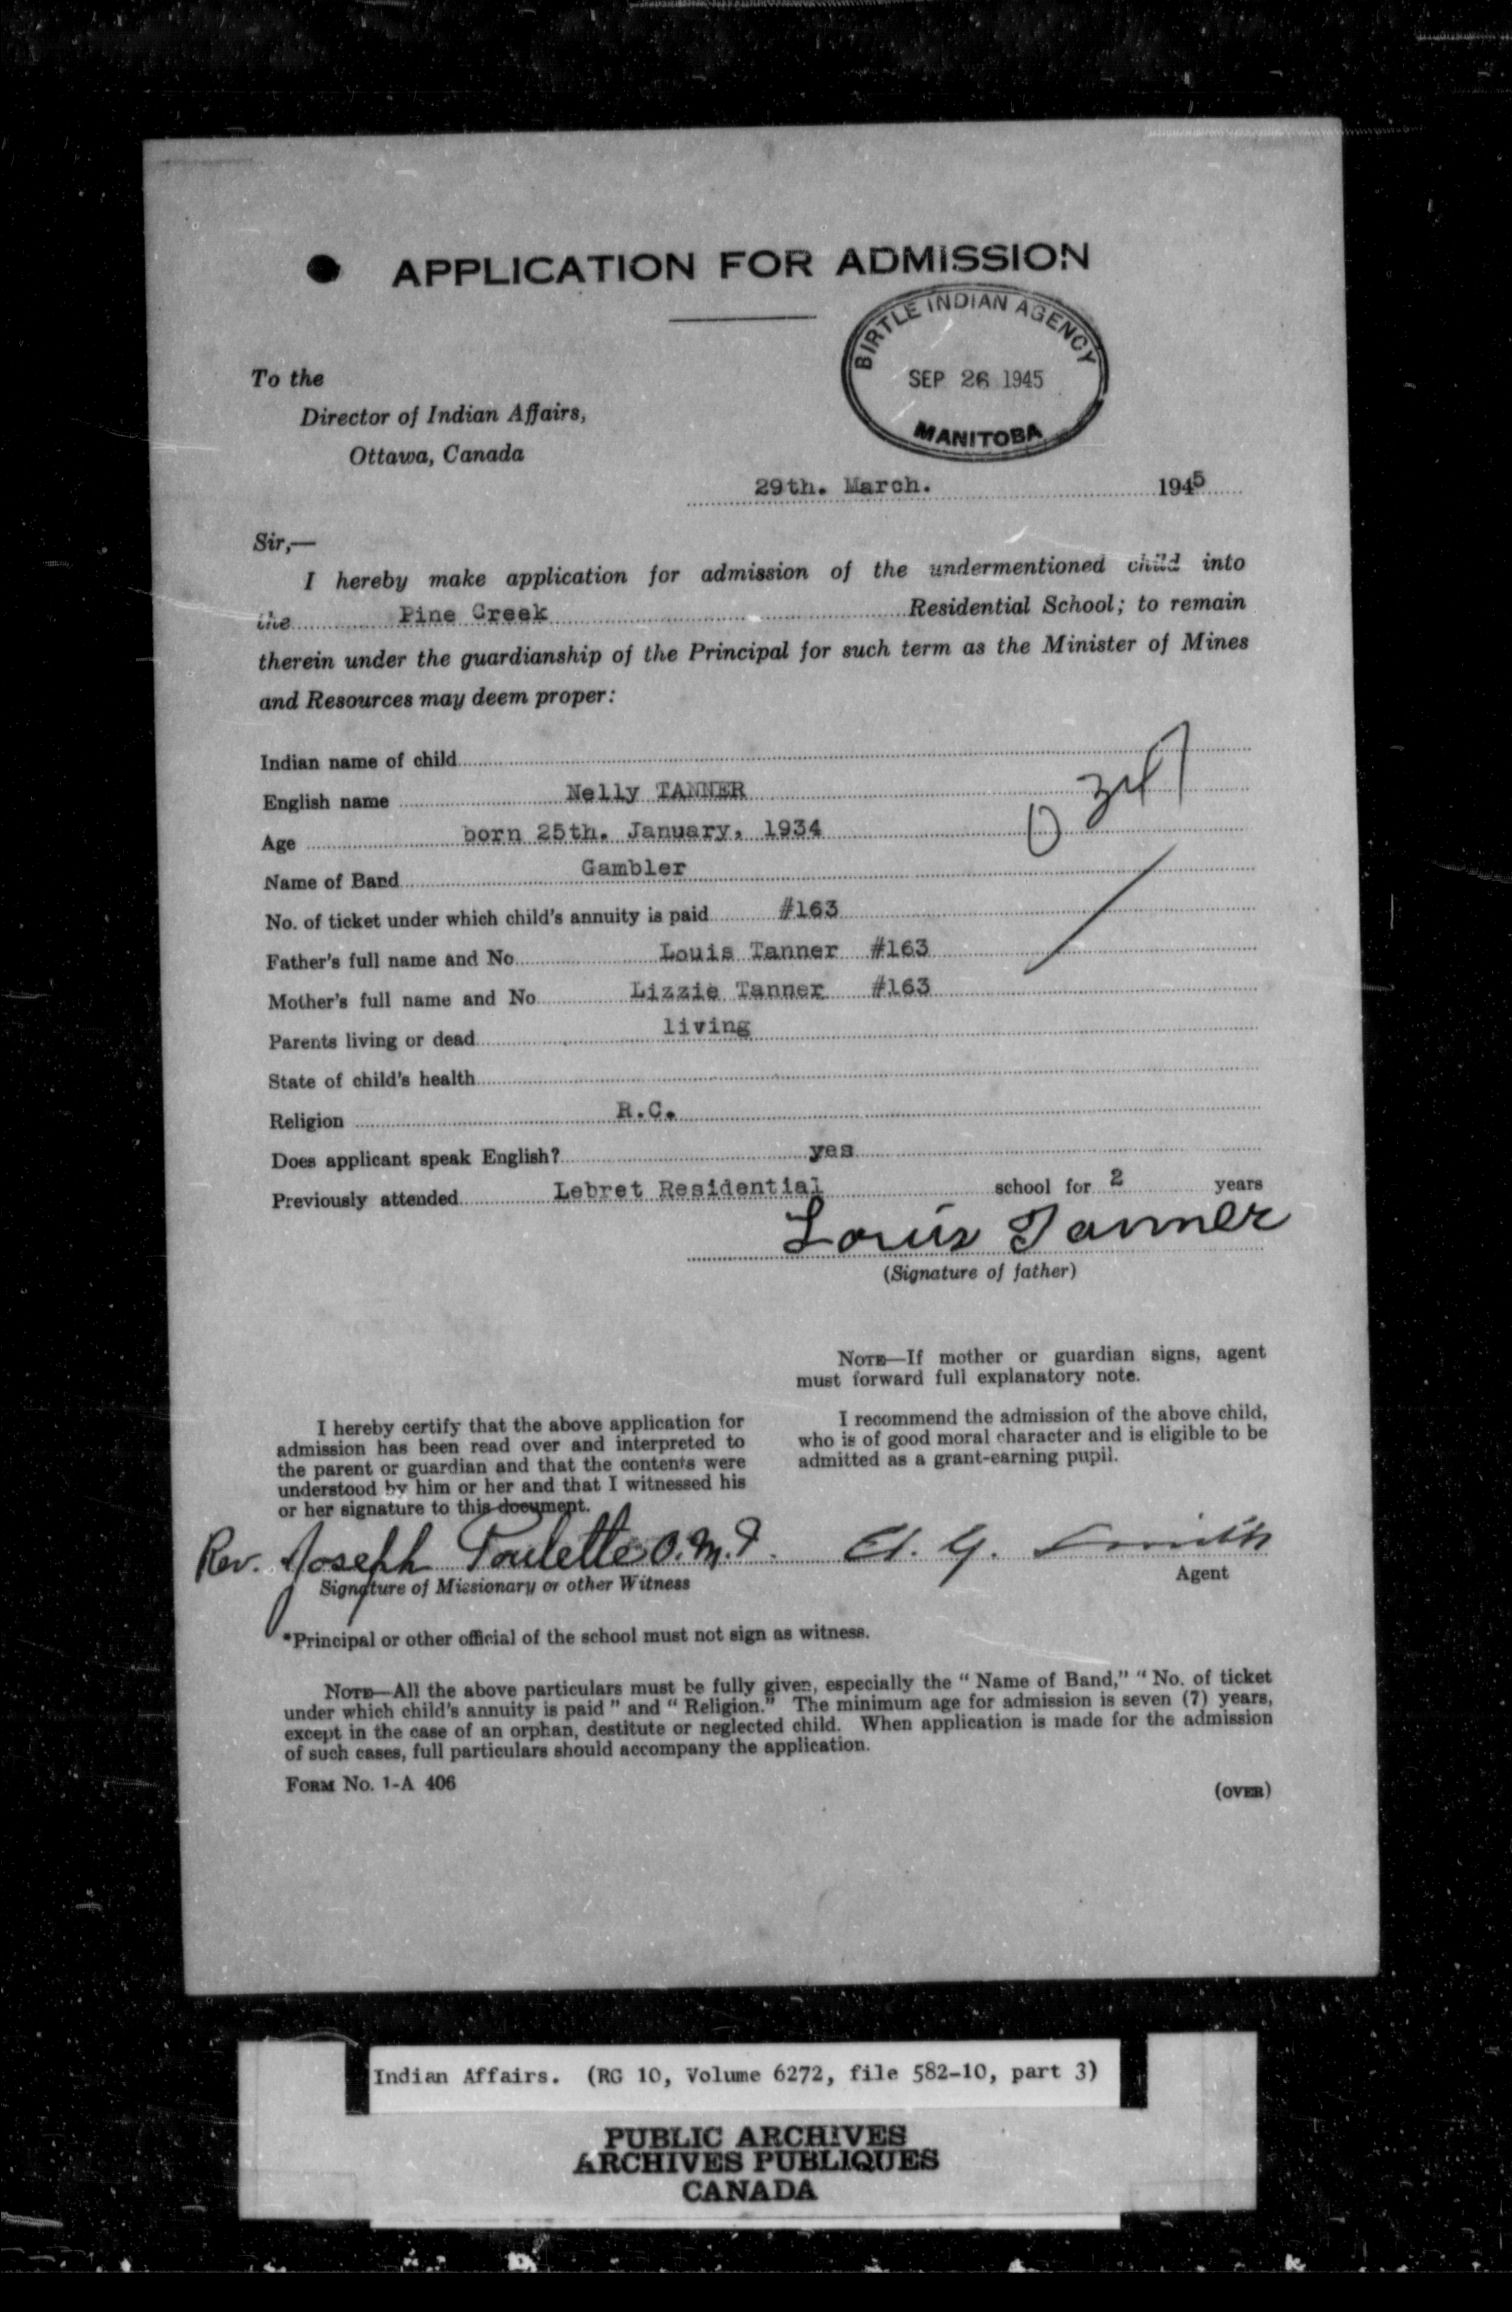 APPLICATION FOR ADMISSION
BIRTLE INDIAN AGENCY
SEP 26 1945
MANITOBA
To the
Director of Indian Affairs,
Ottawa, Canada
29th. March. 1945
Sir,—
I hereby make application for admission of the undermentioned child into
the Pine Creek Residential School; to remain
therein under the guardianship of the Principal for such term as the Minister of Mines
and Resources may deem proper:
Indian name of child
English name Nelly TANNER
Age born 25th. January, 1934
Name of Band Gambler
No. of ticket under which child's annuity is paid #163
Father's full name and No Louis Tanner #163
Mother's full name and No Lizzie Tanner #163
Parents living or dead living
State of child's health
Religion R.C.
Does applicant speak English? yes
Previously attended Lebret Residential school for 2 years
Louis Tanner
(Signature of father)
NOTE—If mother or guardian signs, agent
must forward full explanatory note.
I hereby certify that the above application for
admission has been read over and interpreted to
the parent or guardian and that the contents were
understood by him or her and that I witnessed his
or her signature to this document.
I recommend the admission of the above child,
who is of good moral character and is eligible to be
admitted as a grant-earning pupil.
Rev. Joseph O.M.I.
Signature of Missionary or other Witness
A. G. Smith
Agent
*Principal or other official of the school must not sign as witness.
NOTE—All the above particulars must be fully given, especially the "Name of Band," "No. of ticket
under which child's annuity is paid" and "Religion." The minimum age for admission is seven (7) years,
except in the case of an orphan, destitute or neglected child. When application is made for the admission
of such cases, full particulars should accompany the application.
FORM No. 1-A 406
(OVER)
Indian Affairs. (RG 10, Volume 6272, file 582-10, part 3)
PUBLIC ARCHIVES
ARCHIVES PUBLIQUES
CANADA